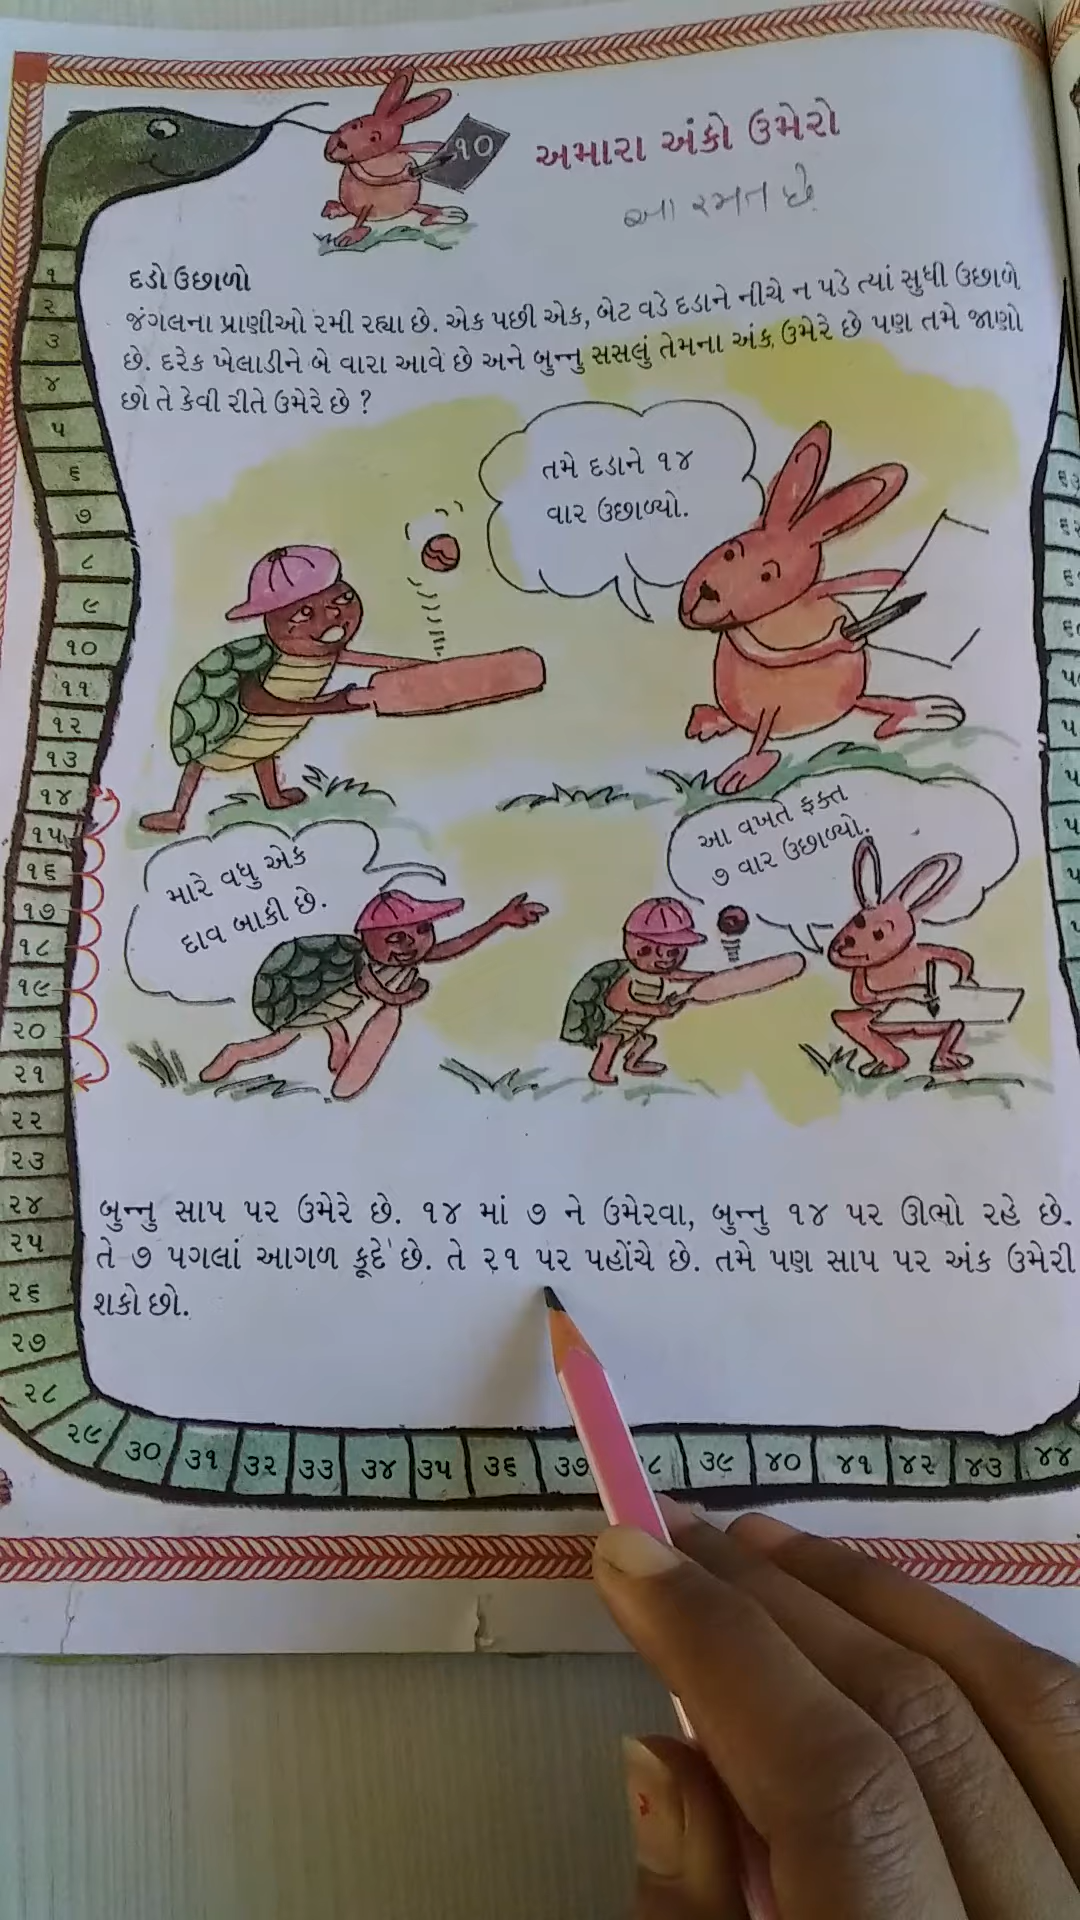 ૧૦
અમારા અંકો ઉમેરો
આ રમત છે
દડો ઉછાળો
જંગલના પ્રાણીઓ રમી રહ્યા છે. એક પછી એક, બેટ વડે દડાને નીચે ન પડે ત્યાં સુધી ઉછાળે
છે. દરેક ખેલાડીને બે વારા આવે છે અને બુન્નુ સસલું તેમના અંક ઉમેરે છે પણ તમે જાણો
છો તે કેવી રીતે ઉમેરે છે ?
તમે દડાને ૧૪
વાર ઉછાળ્યો.
મારે વધુ એક
દાવ બાકી છે.
આ વખતે ફક્ત
૭ વાર ઉછાળ્યો.
બુન્નુ સાપ પર ઉમેરે છે. ૧૪ માં ૭ ને ઉમેરવા, બુન્નુ ૧૪ પર ઊભો રહે છે.
તે ૭ પગલાં આગળ કૂદે છે. તે ૨૧ પર પહોંચે છે. તમે પણ સાપ પર અંક ઉમેરી
શકો છો.
૧
૨
૩
૪
૫
૬
૭
૮
૯
૧૦
૧૧
૧૨
૧૩
૧૪
૧૫
૧૬
૧૭
૧૮
૧૯
૨૦
૨૧
૨૨
૨૩
૨૪
૨૫
૨૬
૨૭
૨૮
૨૯ ૩૦ ૩૧ ૩૨ ૩૩ ૩૪ ૩૫ ૩૬ ૩૭ ૩૯ ૪૦ ૪૧ ૪૨ ૪૩ ૪૪